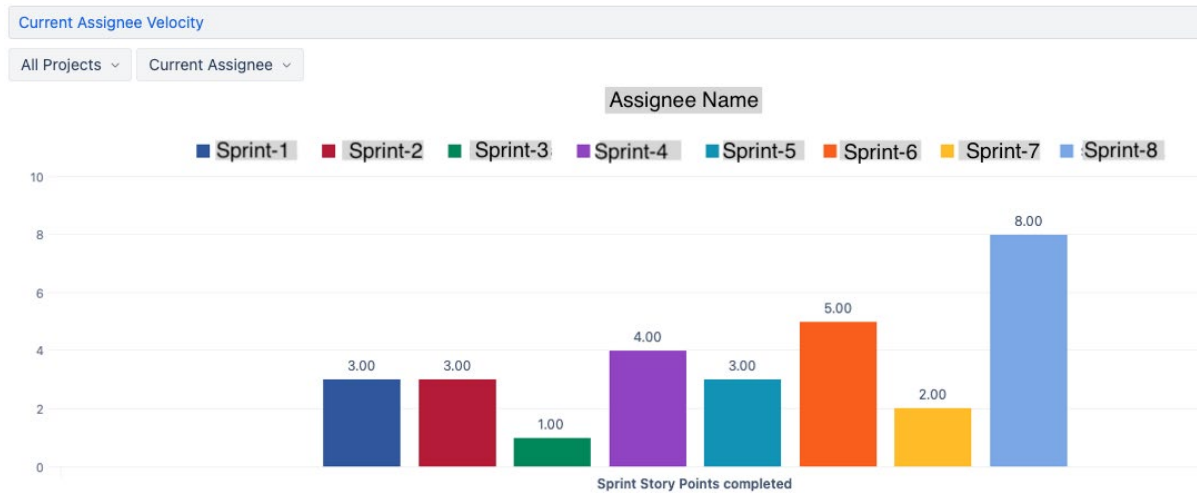 Current Assignee Velocity
All Projects Current Assignee
Assignee Name
Sprint-1 Sprint-2 Sprint-3 Sprint-4 Sprint-5 Sprint-6 Sprint-7 Sprint-8
10
8.00
8
6
5.00
4.00
4
3.00 3.00 3.00
2.00
2
1.00
0
Sprint Story Points completed